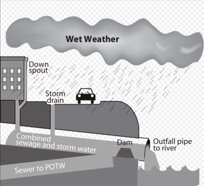 Wet Weather
Down
spout
Storm
drain
Combined
sewage and storm water
Dam
Outfall pipe
to river
Sewer to POTW